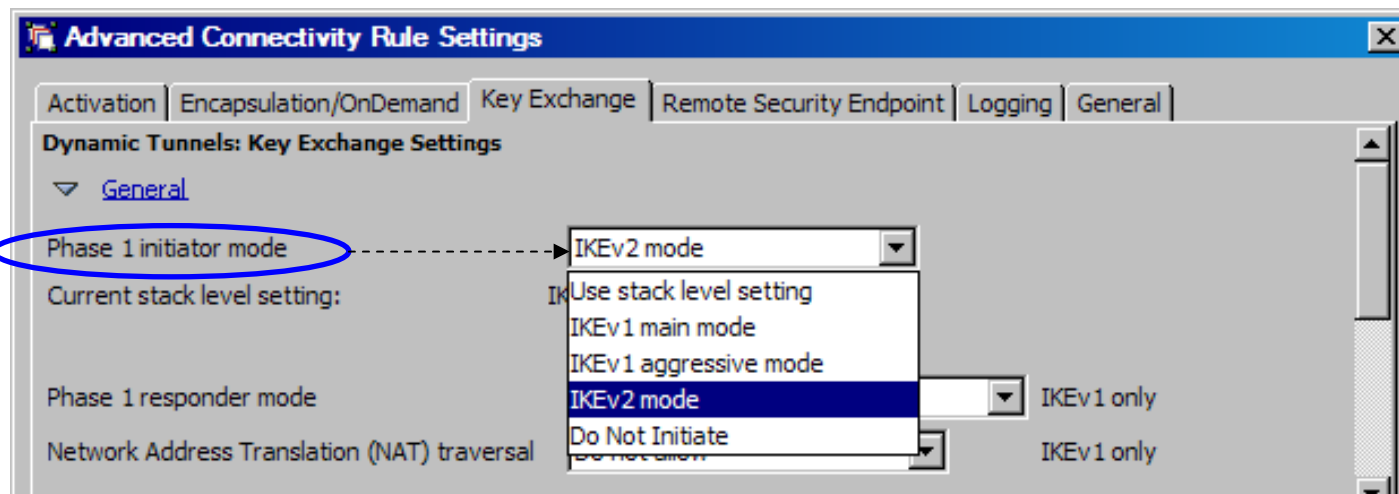 Advanced Connectivity Rule Settings
Activation Encapsulation/OnDemand Key Exchange Remote Security Endpoint Logging General
Dynamic Tunnels: Key Exchange Settings
General
Phase 1 initiator mode IKEv2 mode
Current stack level setting: IK
Use stack level setting
IKEv1 main mode
IKEv1 aggressive mode
Phase 1 responder mode IKEv2 mode IKEv1 only
Do Not Initiate
Network Address Translation (NAT) traversal IKEv1 only